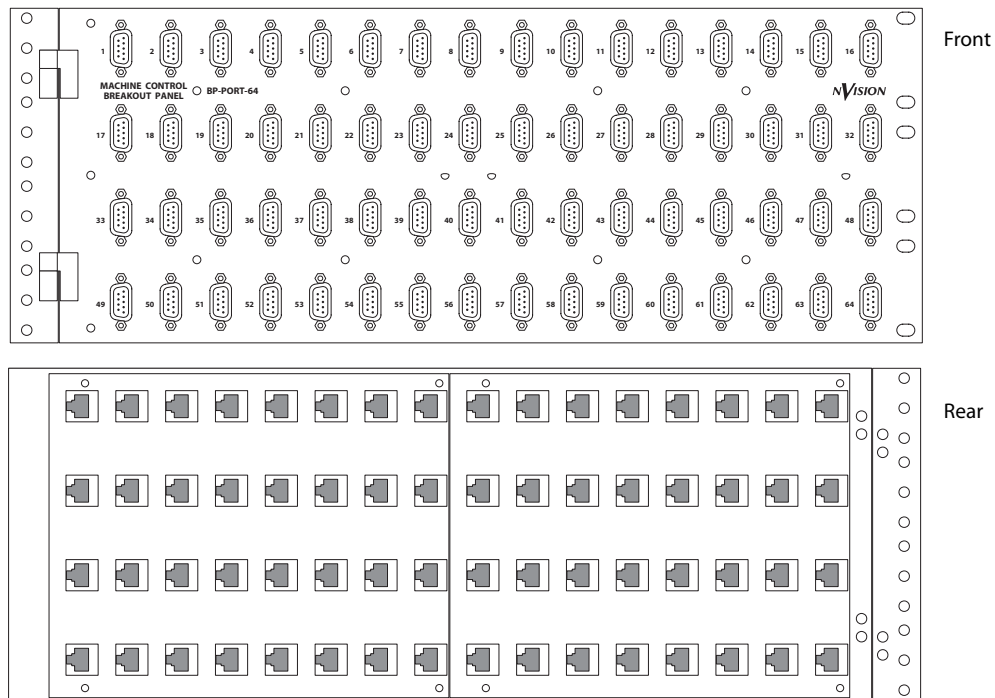 Front
1 2 3 4 5 6 7 8 9 10 11 12 13 14 15 16
MACHINE CONTROL
BREAKOUT PANEL
BP-PORT-64
NVISION
17 18 19 20 21 22 23 24 25 26 27 28 29 30 31 32
33 34 35 36 37 38 39 40 41 42 43 44 45 46 47 48
49 50 51 52 53 54 55 56 57 58 59 60 61 62 63 64
Rear